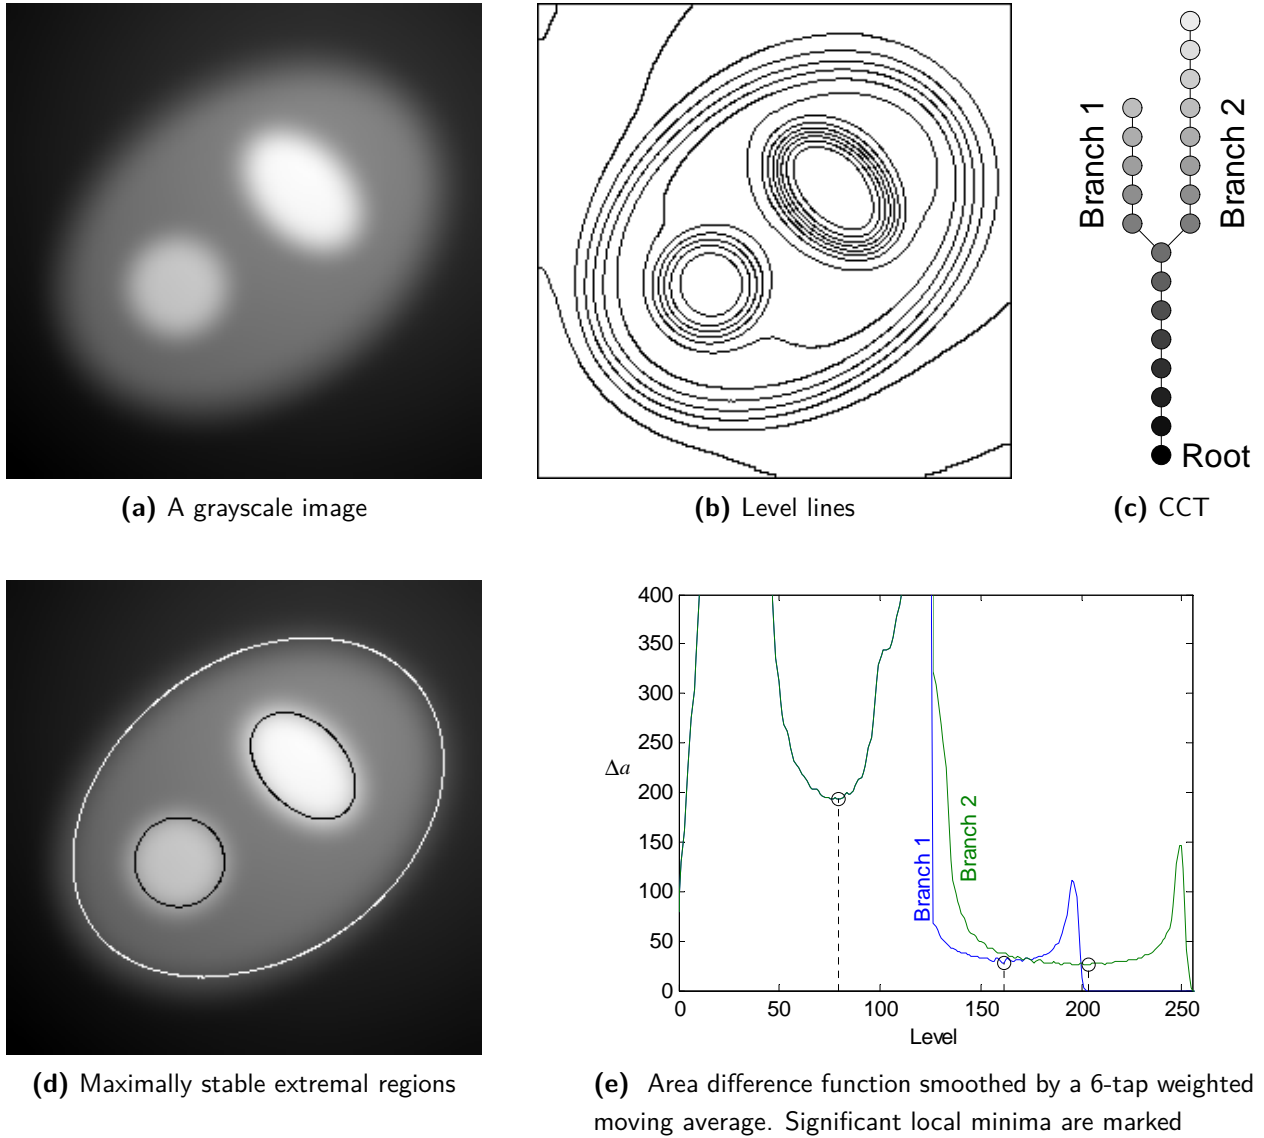 Branch 1
Branch 2
Root
(a) A grayscale image
(b) Level lines
(c) CCT
400
350
300
250
200
150
100
50
0
Δa
Branch 1
Branch 2
0
50
100
150
200
250
Level
(d) Maximally stable extremal regions
(e) Area difference function smoothed by a 6-tap weighted
moving average. Significant local minima are marked